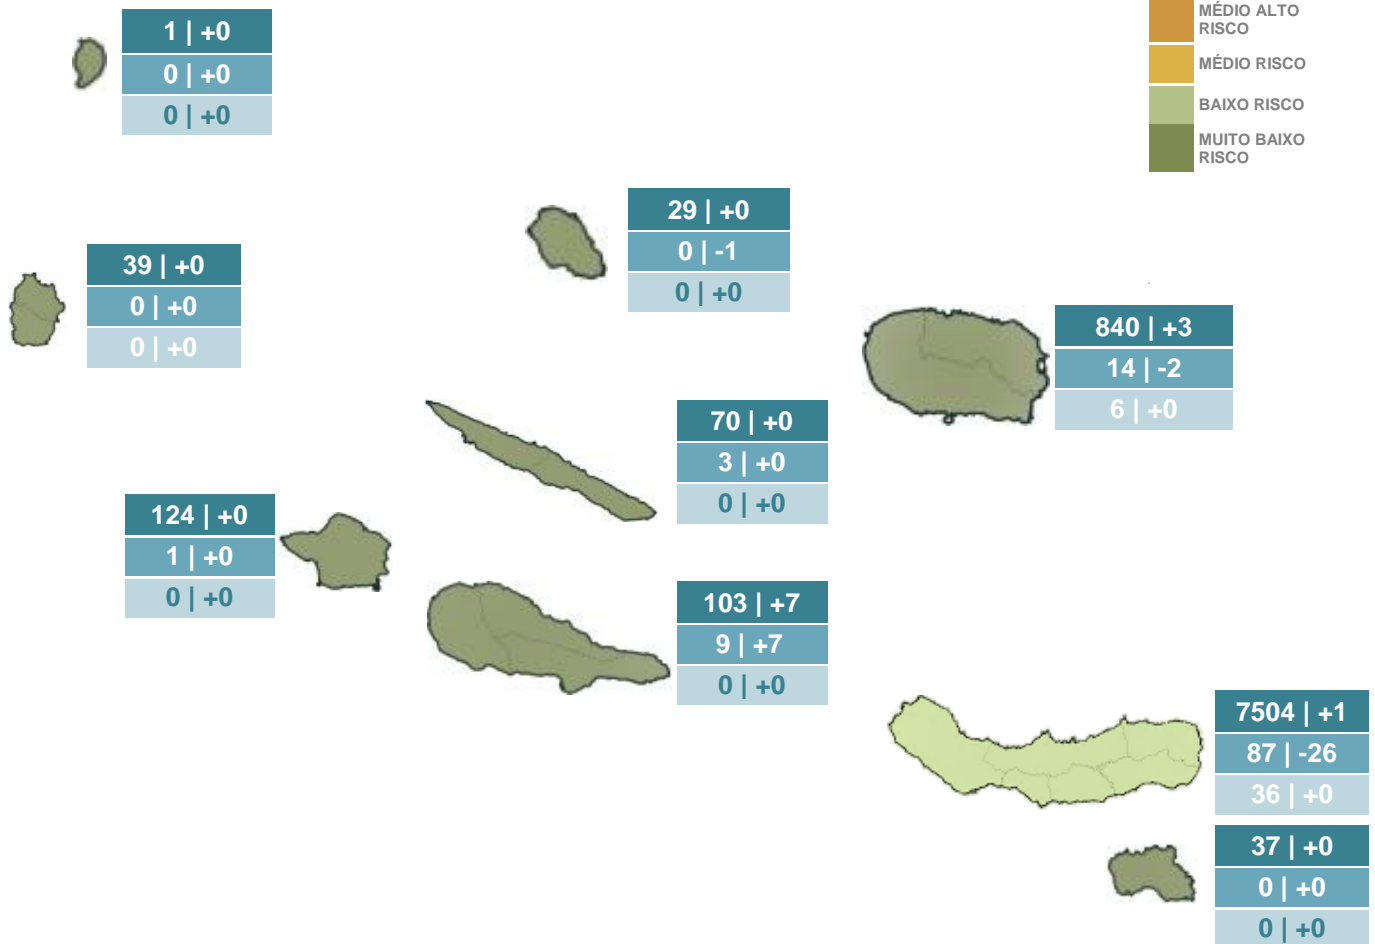 1 | +0
0 | +0
0 | +0
MÉDIO ALTO
RISCO
MÉDIO RISCO
BAIXO RISCO
MUITO BAIXO
RISCO
29 | +0
0 | -1
0 | +0
39 | +0
0 | +0
0 | +0
840 | +3
14 | -2
6 | +0
70 | +0
3 | +0
0 | +0
124 | +0
1 | +0
0 | +0
103 | +7
9 | +7
0 | +0
7504 | +1
87 | -26
36 | +0
37 | +0
0 | +0
0 | +0